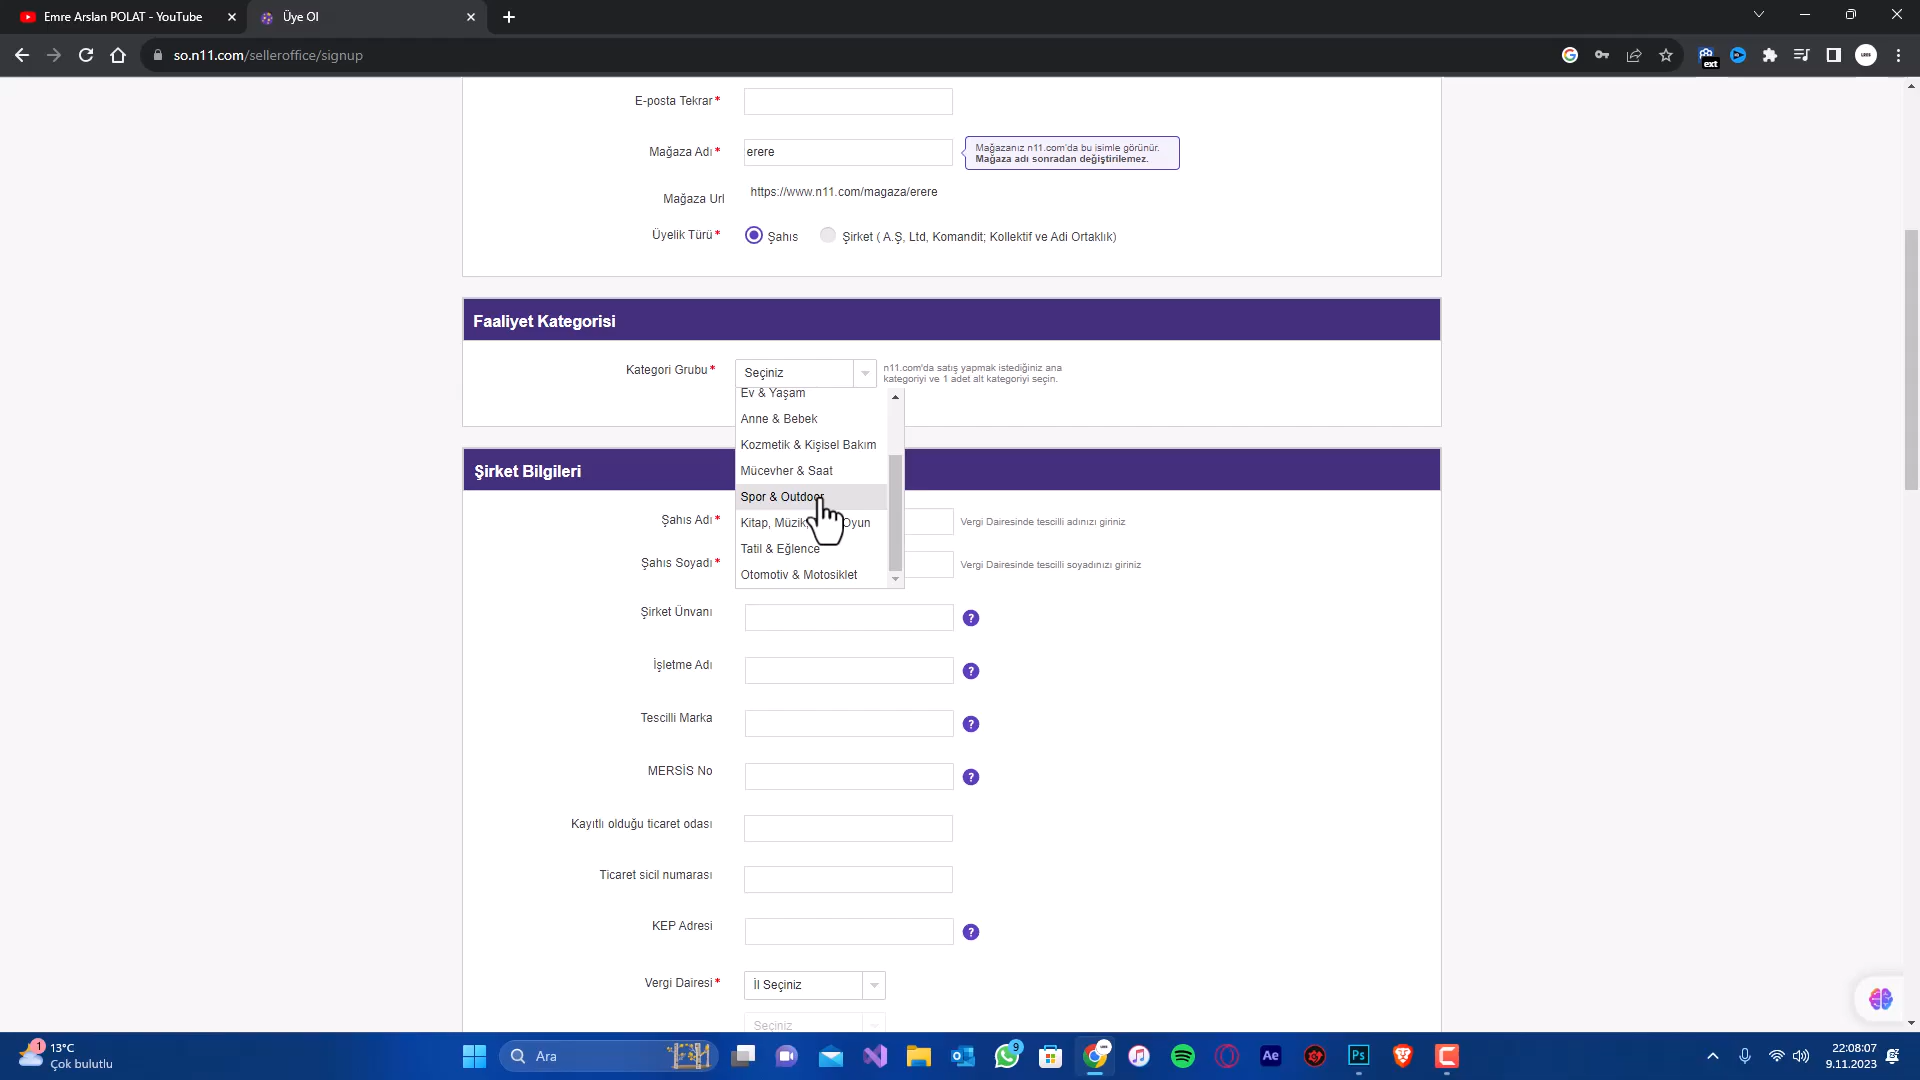 Emre Arslan POLAT - YouTube
Üye Ol
so.n11.com/selleroffice/signup
ext
E-posta Tekrar*
Mağaza Adı*
erere
Mağazanız n11.com'da bu isimle görünür.
Mağaza adı sonradan değiştirilemez.
Mağaza Url
https://www.n11.com/magaza/erere
Üyelik Türü*
Şahıs
Şirket ( A.Ş, Ltd, Komandit; Kollektif ve Adi Ortaklık)
Faaliyet Kategorisi
Kategori Grubu*
Seçiniz
n11.com'da satış yapmak istediğiniz ana
kategoriyi ve 1 adet alt kategoriyi seçin.
Ev & Yaşam
Anne & Bebek
Kozmetik & Kişisel Bakım
Mücevher & Saat
Spor & Outdoor
Kitap, Müzik, Oyun
Tatil & Eğlence
Otomotiv & Motosiklet
Şirket Bilgileri
Şahıs Adı*
Vergi Dairesinde tescilli adınızı giriniz
Şahıs Soyadı*
Vergi Dairesinde tescilli soyadınızı giriniz
Şirket Ünvanı
?
İşletme Adı
?
Tescilli Marka
?
MERSİS No
?
Kayıtlı olduğu ticaret odası
Ticaret sicil numarası
KEP Adresi
?
Vergi Dairesi*
İl Seçiniz
Seçiniz
1
13°C
Çok bulutlu
Ara
9
Ae
Ps
22:08:07
9.11.2023